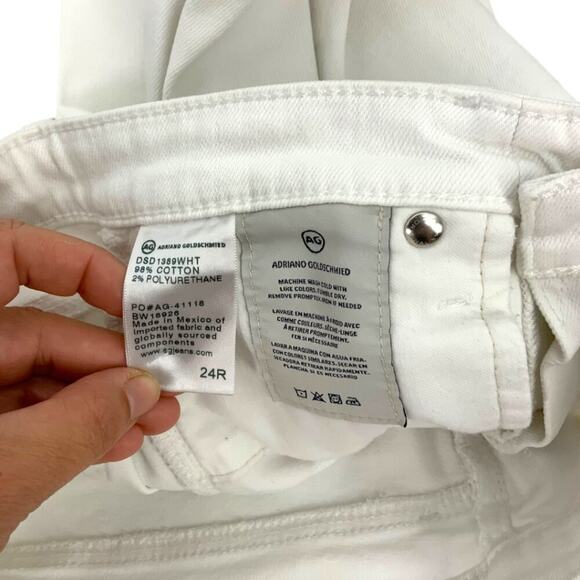 AG ADRIANO GOLDSCHMIED
DSD1389WHT
98% COTTON
2% POLYURETHANE
PO#AG-41118
BW18926
Made in Mexico of
imported fabric and
globally sourced
components
www.agjeans.com
24R
AG
ADRIANO GOLDSCHMIED
MACHINE WASH COLD WITH
LIKE COLORS. TUMBLE DRY.
REMOVE PROMPTLY. IRON IF NEEDED
LAVAGE EN MACHINE À FROID AVEC
COMME COULEURS. SÈCHE-LINGE
À RETIRER PROMPTEMENT.
FER SI NÉCESSAIRE
LAVAR A MAQUINA CON AGUA FRIA-
CON COLORES SIMILARES. SECAR EN
SECADORA RETIRAR RAPIDAMENTE.
PLANCHA SI ES NECESARIO